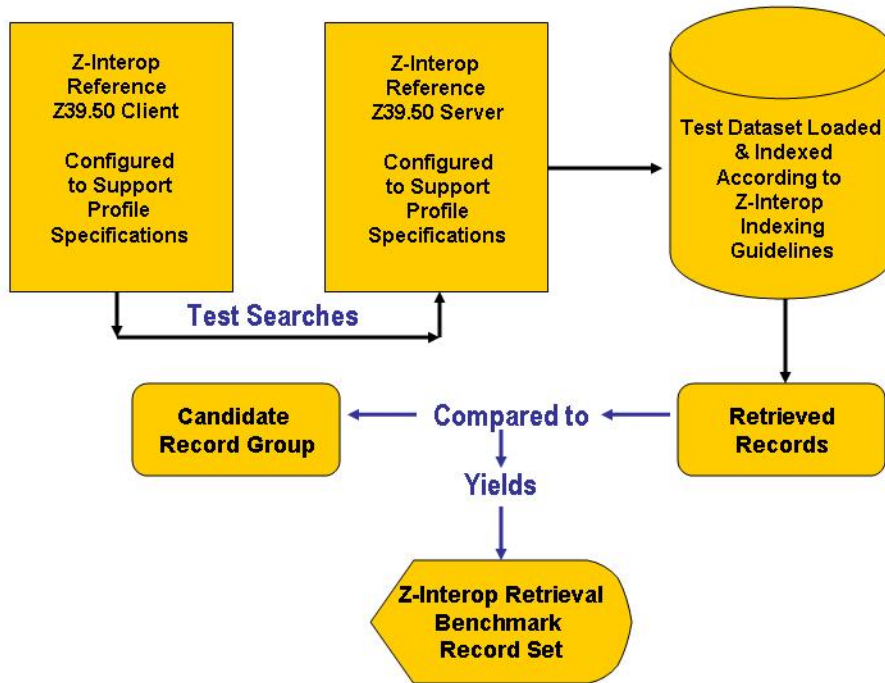 Z-Interop
Reference
Z39.50 Client
Configured
to Support
Profile
Specifications
Z-Interop
Reference
Z39.50 Server
Configured
to Support
Profile
Specifications
Test Dataset Loaded
& Indexed
According to
Z-Interop
Indexing
Guidelines
Test Searches
Candidate
Record Group
Compared to
Retrieved
Records
Yields
Z-Interop Retrieval
Benchmark
Record Set